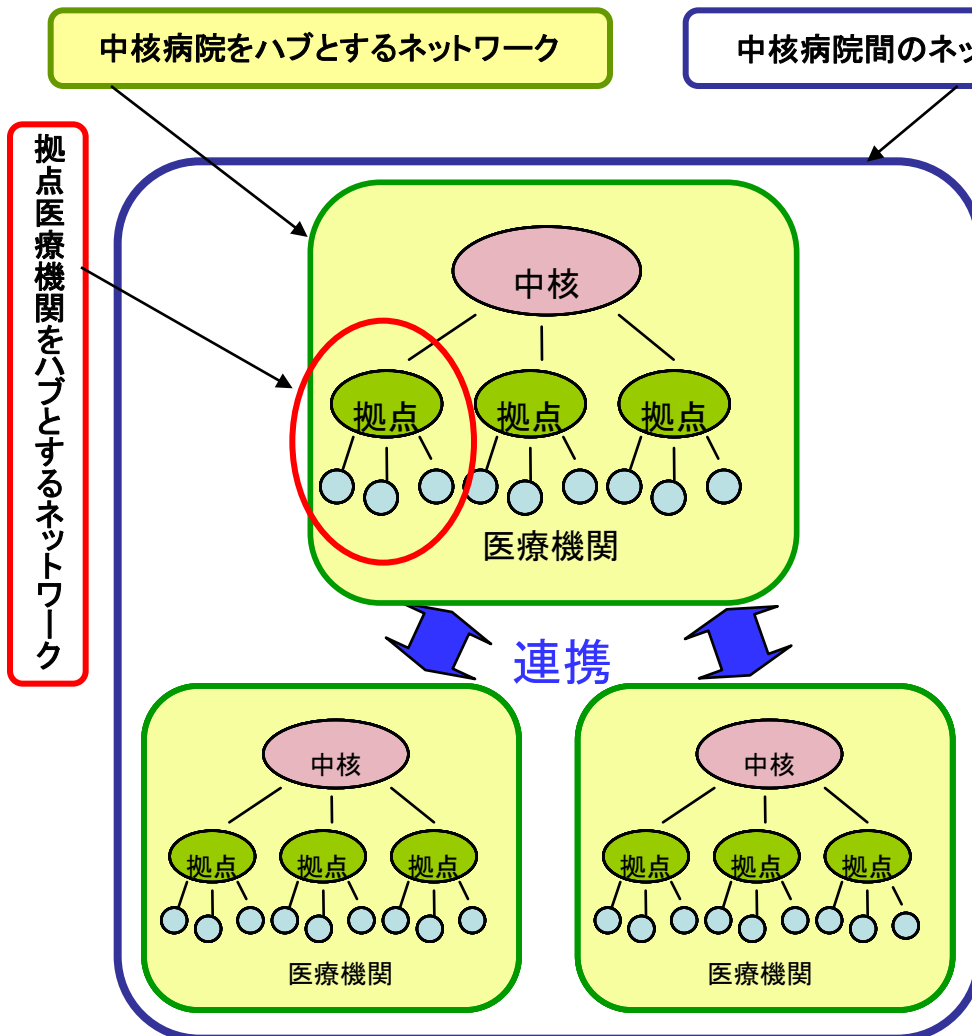 中核病院をハブとするネットワーク
中核病院間のネッ
拠点医療機関をハブとするネットワーク
中核
拠点
拠点
拠点
医療機関
連携
中核
拠点
拠点
拠点
医療機関
中核
拠点
拠点
拠点
医療機関